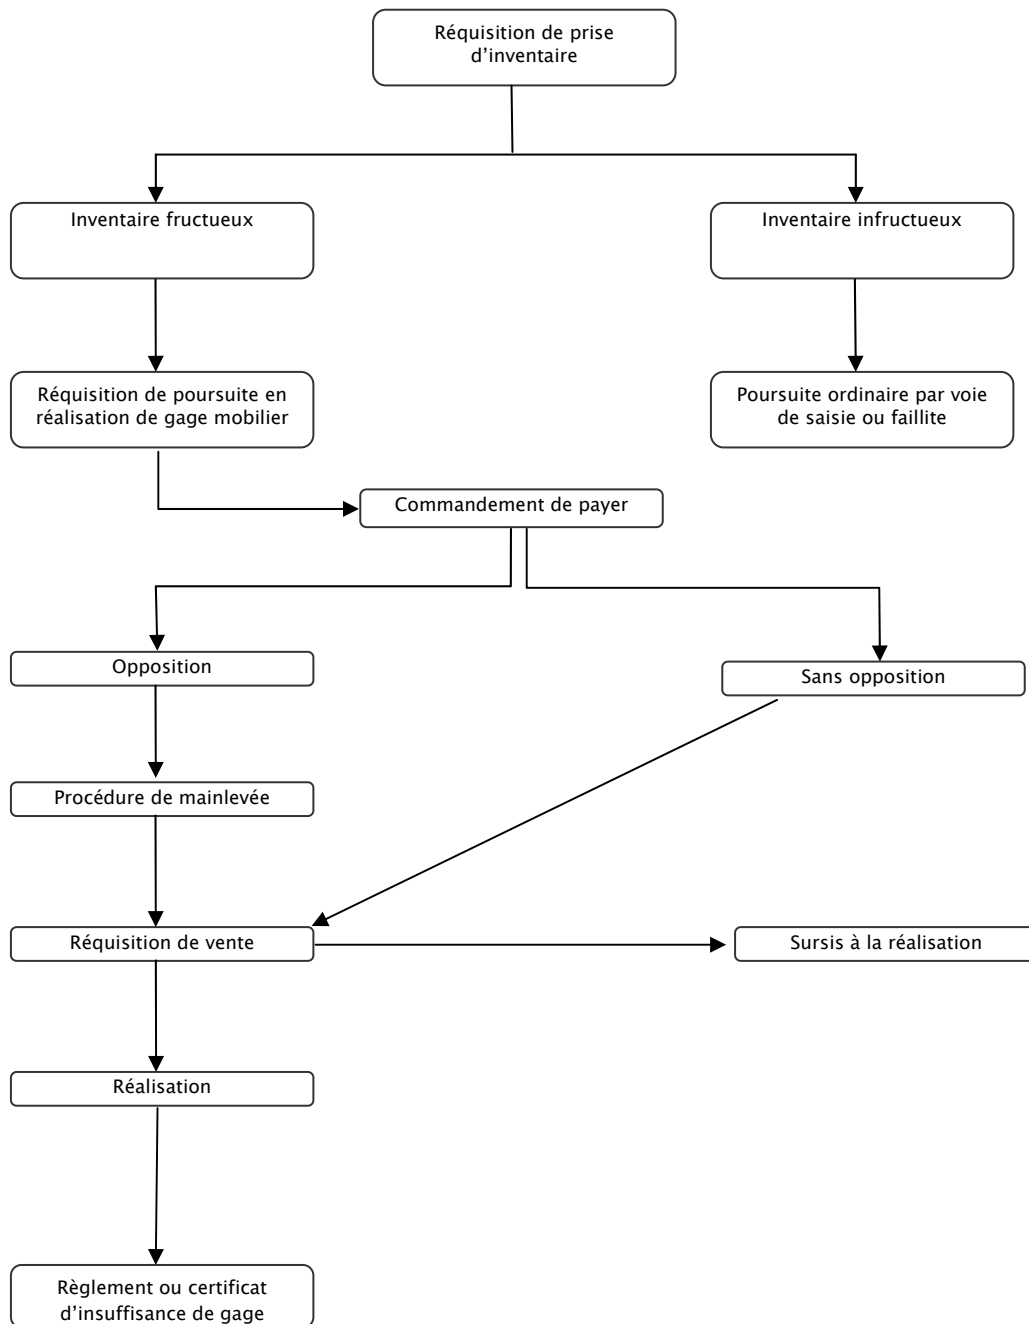 Réquisition de prise
d’inventaire
Inventaire fructueux
Inventaire infructueux
Réquisition de poursuite en
réalisation de gage mobilier
Poursuite ordinaire par voie
de saisie ou faillite
Commandement de payer
Opposition
Sans opposition
Procédure de mainlevée
Réquisition de vente
Sursis à la réalisation
Réalisation
Règlement ou certificat
d’insuffisance de gage